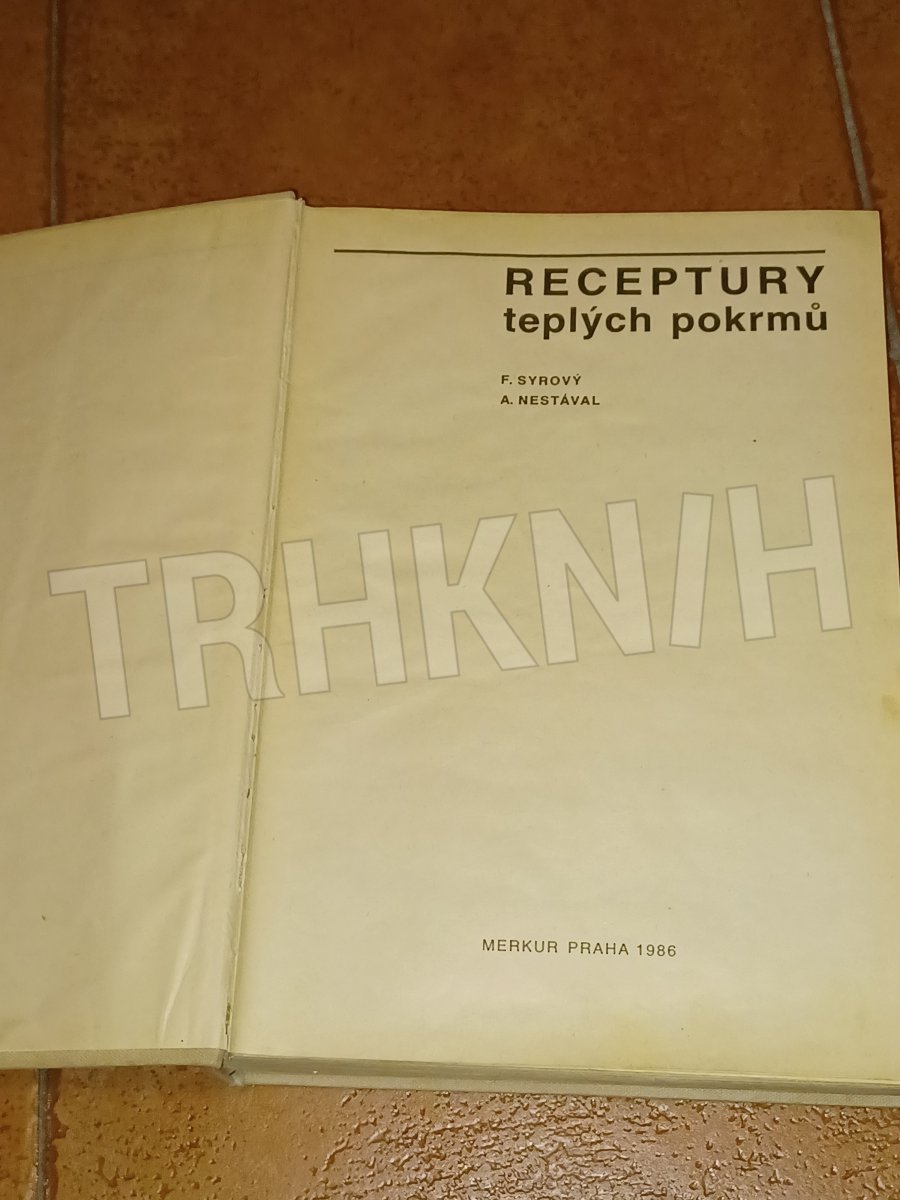 RECEPTURY
teplých pokrmů
F. SYROVÝ
A. NESTÁVAL
TRHKNIH
MERKUR PRAHA 1986